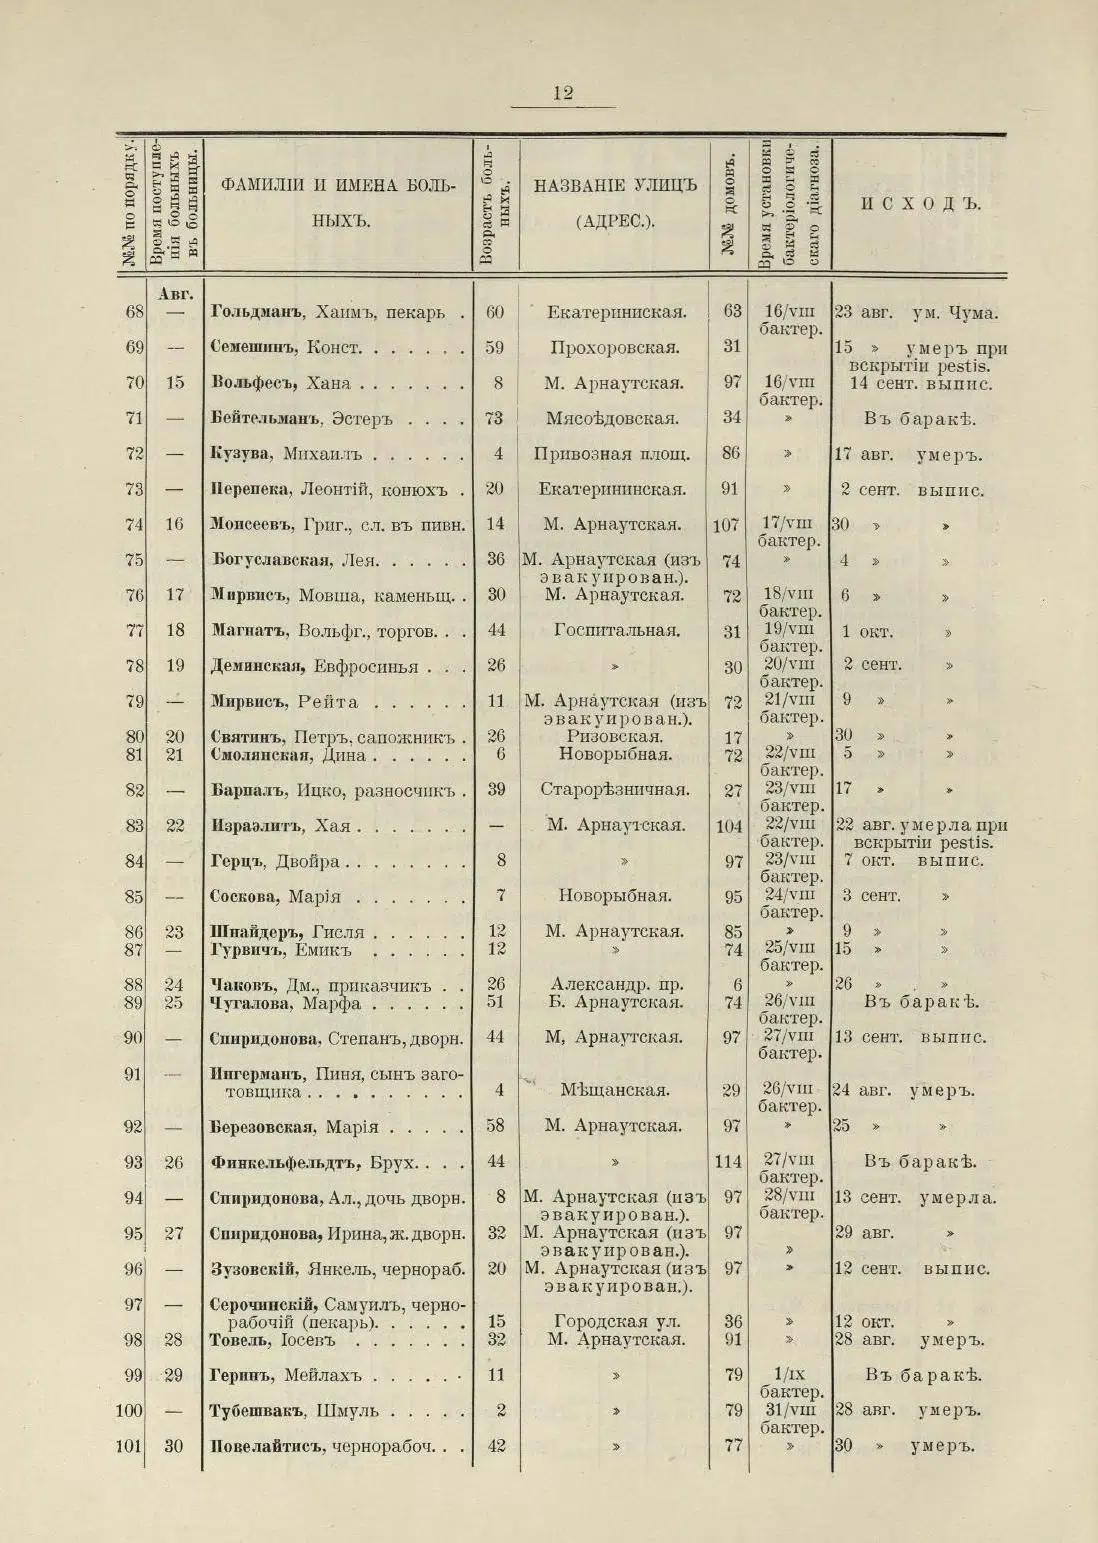 12
№№ по порядку.
Время поступле-
нія больныхъ
въ больницы.
ФАМИЛІИ И ИМЕНА БОЛЬ-
НЫХЪ.
Возрастъ боль-
ныхъ.
НАЗВАНІЕ УЛИЦЪ
(АДРЕС.).
№№ домовъ.
Время установки
бактеріологиче-
скаго діагноза.
ИСХОДЪ.
Авг.
68 — Гольдманъ, Хаимъ, пекарь . 60 Екатериниская. 63 16/VIII 23 авг. ум. Чума.
бактер.
69 — Семешинъ, Конст. . . . . . . 59 Прохоровская. 31 15 » умеръ при
вскрытіи pestis.
70 15 Вольфесъ, Хана . . . . . . . 8 М. Арнаутская. 97 16/VIII 14 сент. выпис.
бактер.
71 — Бейтельманъ, Эстеръ . . . . 73 Мясоѣдовская. 34 » Въ баракѣ.
72 — Кузува, Михаилъ . . . . . . 4 Привозная площ. 86 » 17 авг. умеръ.
73 — Перепека, Леонтій, конюхъ . 20 Екатерининская. 91 » 2 сент. выпис.
74 16 Моисеевъ, Григ., сл. въ пивн. 14 М. Арнаутская. 107 17/VIII 30 » »
бактер.
75 — Богуславская, Лея. . . . . . 36 М. Арнаутская (изъ 74 » 4 » »
эвакуирован.).
76 17 Мирвисъ, Мовша, каменьщ. . 30 М. Арнаутская. 72 18/VIII 6 » »
бактер.
77 18 Магнатъ, Вольфг., торгов. . . 44 Госпитальная. 31 19/VIII 1 окт. »
бактер.
78 19 Деминская, Евфросинья . . . 26 » 30 20/VIII 2 сент. »
бактер.
79 — Мирвисъ, Рейта . . . . . . 11 М. Арнаутская (изъ 72 21/VIII 9 » »
эвакуирован.). бактер.
80 20 Святинъ, Петръ, сапожникъ . 26 Ризовская. 17 » 30 » »
81 21 Смолянская, Дина . . . . . . 6 Новорыбная. 72 22/VIII 5 » »
бактер.
82 — Барпалъ, Ицко, разносчикъ . 39 Старорѣзничная. 27 23/VIII 17 » »
бактер.
83 22 Израэлитъ, Хая . . . . . . . — М. Арнаутская. 104 22/VIII 22 авг. умерла при
бактер. вскрытіи pestis.
84 — Герцъ, Двойра . . . . . . . . 8 » 97 23/VIII 7 окт. выпис.
бактер.
85 — Соскова, Марія . . . . . . . 7 Новорыбная. 95 24/VIII 3 сент. »
бактер.
86 23 Шнайдеръ, Гисля . . . . . . 12 М. Арнаутская. 85 » 9 » »
87 — Гурвичъ, Емикъ . . . . . . 12 » 74 25/VIII 15 » »
бактер.
88 24 Чаковъ, Дм., приказчикъ . . 26 Александр. пр. 6 » 26 » »
89 25 Чугалова, Марфа . . . . . . 51 Б. Арнаутская. 74 26/VIII Въ баракѣ.
бактер.
90 — Спиридонова, Степанъ, дворн. 44 М, Арнаутская. 97 27/VIII 13 сент. выпис.
бактер.
91 — Ингерманъ, Пиня, сынъ заго-
товщика . . . . . . . . . . 4 Мѣщанская. 29 26/VIII 24 авг. умеръ.
бактер.
92 — Березовская, Марія . . . . . 58 М. Арнаутская. 97 » 25 » »
93 26 Финкельфельдтъ, Брух. . . . 44 » 114 27/VIII Въ баракѣ.
бактер.
94 — Спиридонова, Ал., дочь дворн. 8 М. Арнаутская (изъ 97 28/VIII 13 сент. умерла.
эвакуирован.). бактер.
95 27 Спиридонова, Ирина, ж. дворн. 32 М. Арнаутская (изъ 97 29 авг. »
эвакуирован.). »
96 — Зузовскій, Янкель, чернораб. 20 М. Арнаутская (изъ 97 » 12 сент. выпис.
эвакуирован.).
97 — Серочинскій, Самуилъ, черно-
рабочій (пекарь). . . . . . 15 Городская ул. 36 » 12 окт. »
98 28 Товель, Іосевъ . . . . . . . 32 М. Арнаутская. 91 » 28 авг. умеръ.
99 29 Геринъ, Мейлахъ . . . . . . 11 » 79 1/IX Въ баракѣ.
бактер.
100 — Тубешвакъ, Шмуль . . . . . 2 » 79 31/VIII 28 авг. умеръ.
бактер.
101 30 Повелайтисъ, чернорабоч. . . 42 » 77 » 30 » умеръ.